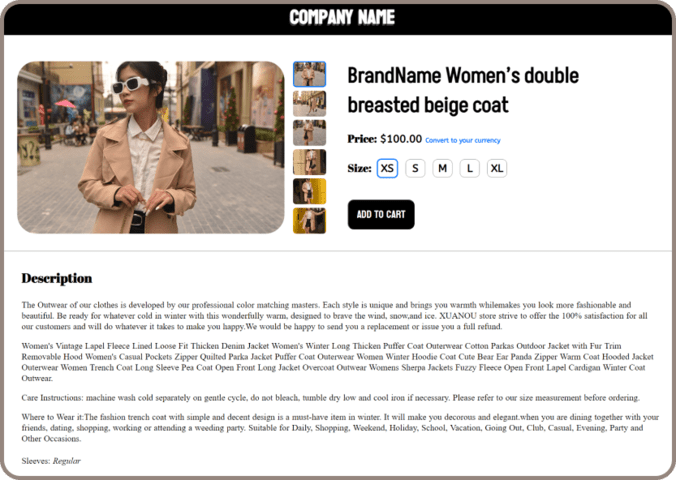 COMPANY NAME
BrandName Women's double
breasted beige coat
Price: $100.00 Convert to your currency
Size: XS S M L XL
ADD TO CART
Description
The Outwear of our clothes is developed by our professional color matching masters. Each style is unique and brings you warmth whilemakes you look more fashionable and
beautiful. Be ready for whatever cold in winter with this wonderfully warm, designed to brave the wind, snow,and ice. XUANOU store strive to offer the 100% satisfaction for all
our customers and will do whatever it takes to make you happy.We would be happy to send you a replacement or issue you a full refund.
Women's Vintage Lapel Fleece Lined Loose Fit Thicken Denim Jacket Women's Winter Long Thicken Puffer Coat Outerwear Cotton Parkas Outdoor Jacket with Fur Trim
Removable Hood Women's Casual Pockets Zipper Quilted Parka Jacket Puffer Coat Outerwear Women Winter Hoodie Coat Cute Bear Ear Panda Zipper Warm Coat Hooded Jacket
Outerwear Women Trench Coat Long Sleeve Pea Coat Open Front Long Jacket Overcoat Outwear Womens Sherpa Jackets Fuzzy Fleece Open Front Lapel Cardigan Winter Coat
Outwear.
Care Instructions: machine wash cold separately on gentle cycle, do not bleach, tumble dry low and cool iron if necessary. Please refer to our size measurement before ordering.
Where to Wear it:The fashion trench coat with simple and decent design is a must-have item in winter. It will make you decorous and elegant.when you are dining together with your
friends, dating, shopping, working or attending a weeding party. Suitable for Daily, Shopping, Weekend, Holiday, School, Vacation, Going Out, Club, Casual, Evening, Party and
Other Occasions.
Sleeves: Regular